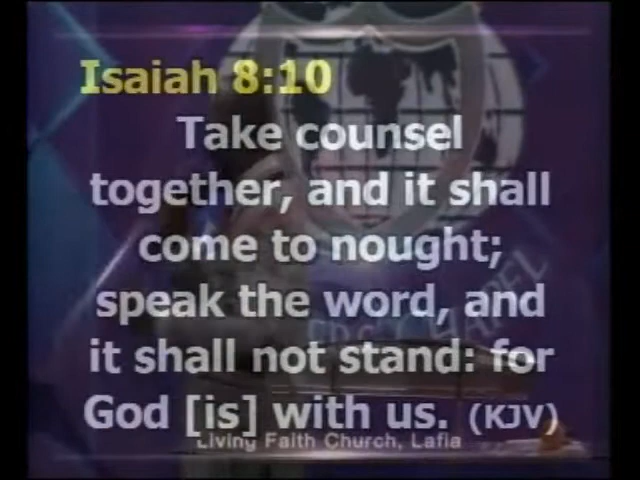 Isaiah 8:10
Take counsel
together, and it shall
come to nought;
speak the word, and
it shall not stand: for
God [is] with us. (KJV)
Living Faith Church, Lafia